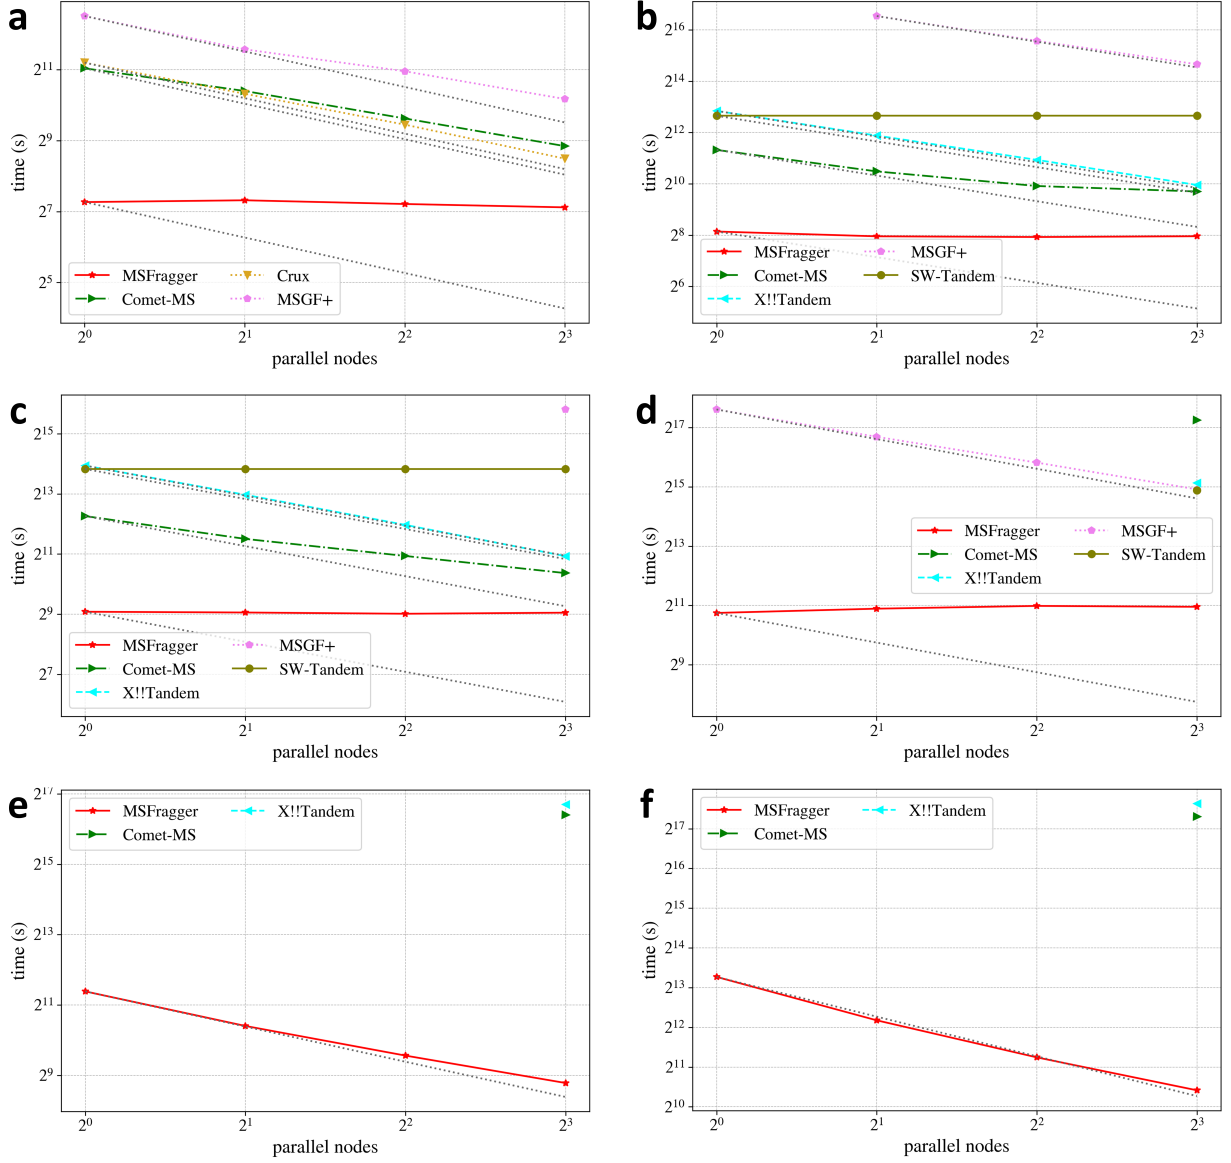 a
2^11
2^9
2^7
2^5
time (s)
MSFragger
Comet-MS
Crux
MSGF+
2^0
2^1
2^2
2^3
parallel nodes
b
2^16
2^14
2^12
2^10
2^8
2^6
time (s)
MSFragger
Comet-MS
X!!Tandem
MSGF+
SW-Tandem
2^0
2^1
2^2
2^3
parallel nodes
c
2^15
2^13
2^11
2^9
2^7
time (s)
MSFragger
Comet-MS
X!!Tandem
MSGF+
SW-Tandem
2^0
2^1
2^2
2^3
parallel nodes
d
2^17
2^15
2^13
2^11
2^9
time (s)
MSFragger
Comet-MS
X!!Tandem
MSGF+
SW-Tandem
2^0
2^1
2^2
2^3
parallel nodes
e
2^17
2^15
2^13
2^11
2^9
time (s)
MSFragger
Comet-MS
X!!Tandem
2^0
2^1
2^2
2^3
parallel nodes
f
2^17
2^16
2^15
2^14
2^13
2^12
2^11
2^10
time (s)
MSFragger
Comet-MS
X!!Tandem
2^0
2^1
2^2
2^3
parallel nodes